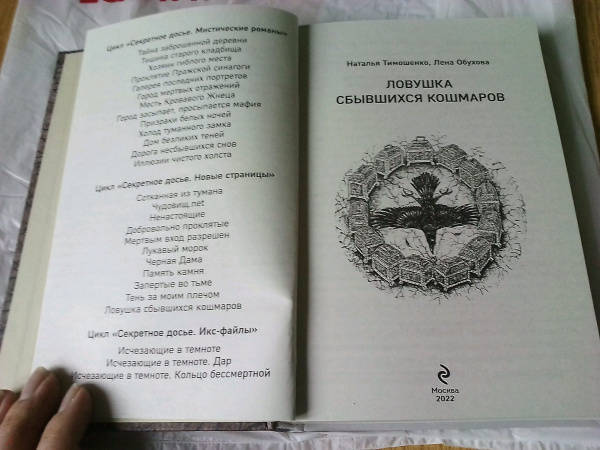 Цикл «Секретное досье. Мистические романы»
Тайна заброшенной деревни
Тишина старого кладбища
Хозяин гиблого места
Проклятие Пражской синагоги
Галерея последних портретов
Город мертвых отражений
Месть Кровавого Жнеца
Город засыпает, просыпается мафия
Призраки белых ночей
Холод туманного замка
Дом безликих теней
Дорога несбывшихся снов
Иллюзии чистого холста
Цикл «Секретное досье. Новые страницы»
Сотканная из тумана
Чудовищ.net
Ненастоящие
Добровольно проклятые
Мертвым вход разрешен
Лукавый морок
Черная Дама
Память камня
Запертые во тьме
Тень за моим плечом
Ловушка сбывшихся кошмаров
Цикл «Секретное досье. Икс-файлы»
Исчезающие в темноте
Исчезающие в темноте. Дар
Исчезающие в темноте. Кольцо бессмертной
Наталья Тимошенко, Лена Обухова
ЛОВУШКА
СБЫВШИХСЯ КОШМАРОВ
Москва
2022